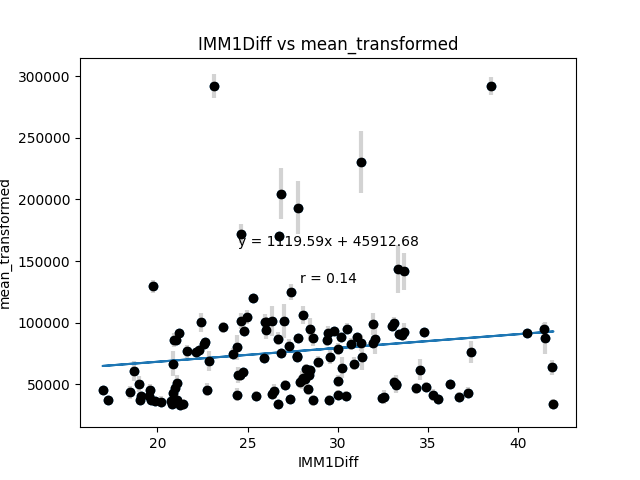 IMM1Diff vs mean_transformed
300000
250000
200000
150000
100000
50000
mean_transformed
y = 1119.59x + 45912.68
r = 0.14
20 25 30 35 40
IMM1Diff